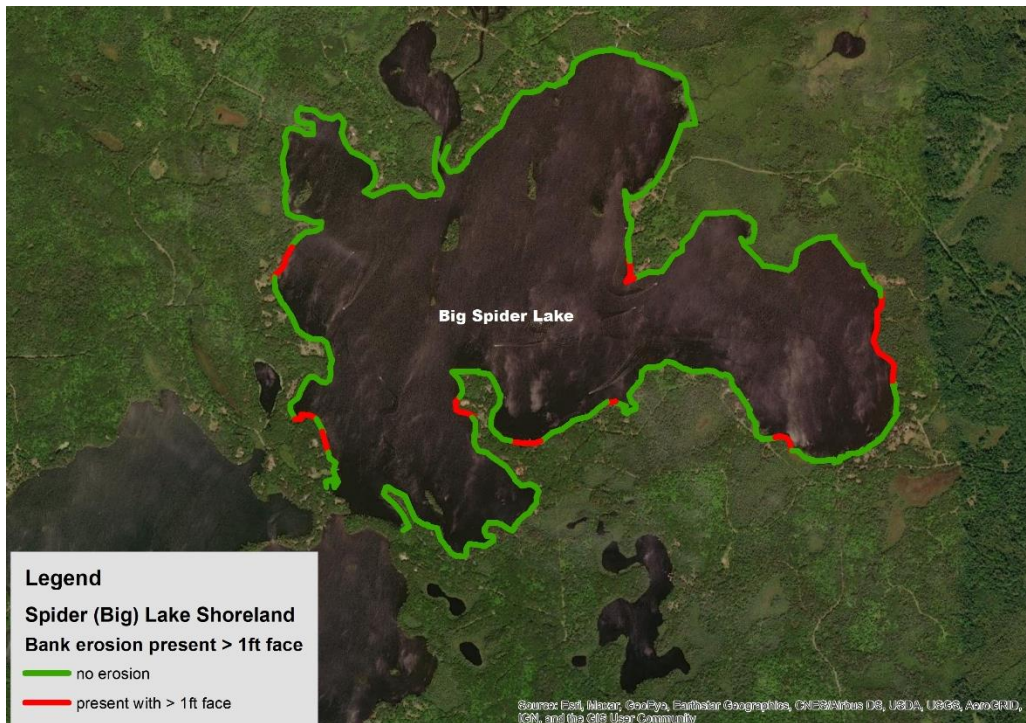 Big Spider Lake
Legend
Spider (Big) Lake Shoreland
Bank erosion present > 1ft face
no erosion
present with > 1ft face
Source: Esri, Maxar, GeoEye, Earthstar Geographics, CNES/Airbus DS, USDA, USGS, AeroGRID,
IGN, and the GIS User Community